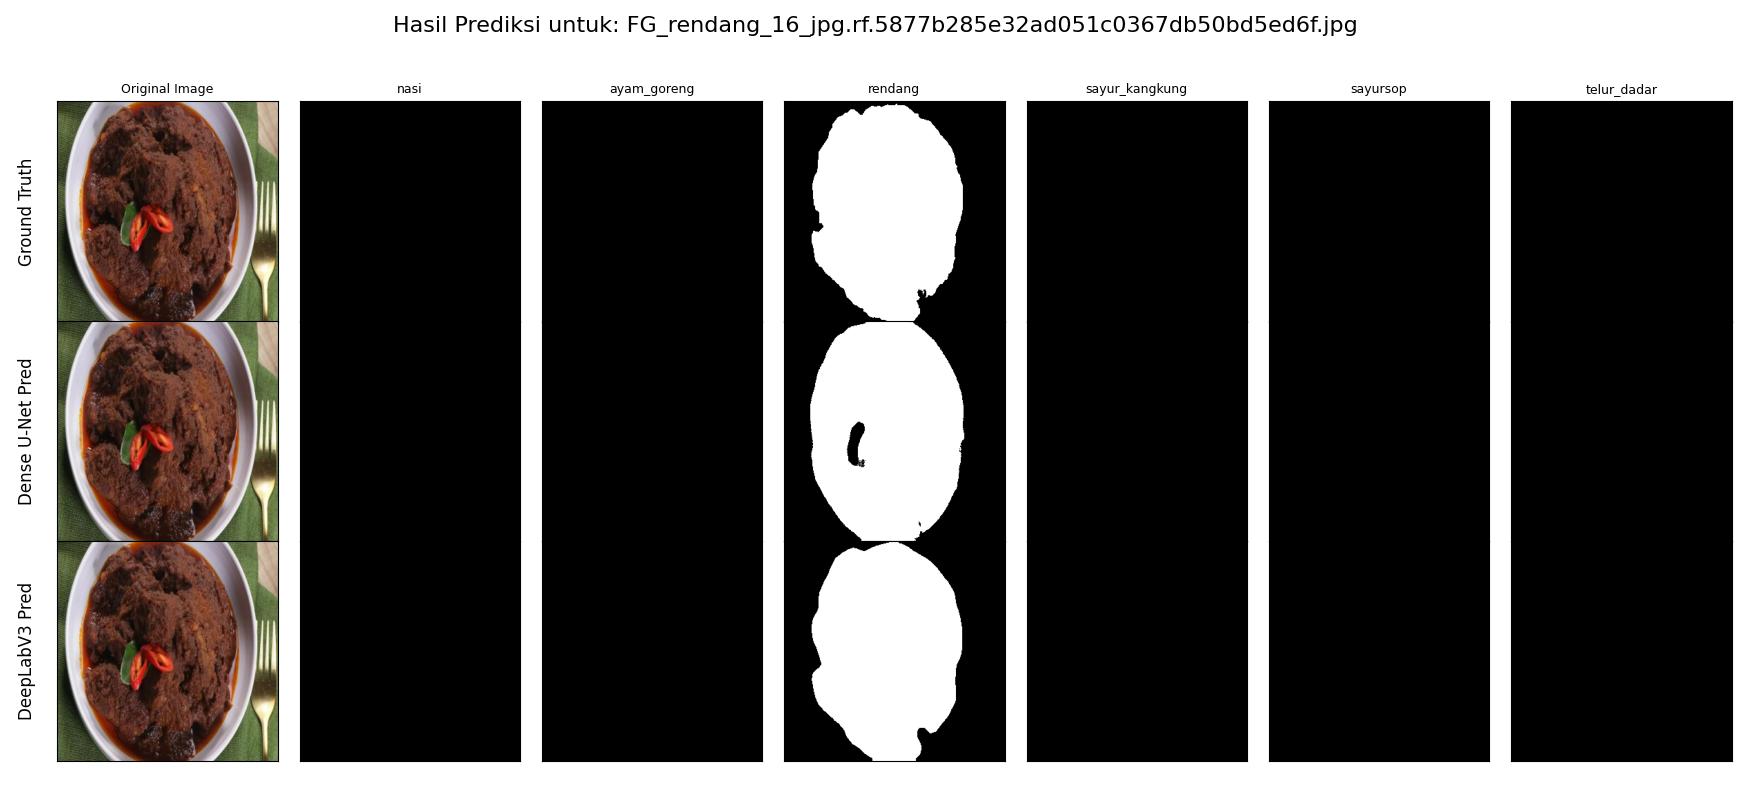 Hasil Prediksi untuk: FG_rendang_16_jpg.rf.5877b285e32ad051c0367db50bd5ed6f.jpg
Original Image
nasi
ayam_goreng
rendang
sayur_kangkung
sayursop
telur_dadar
Ground Truth
Dense U-Net Pred
DeepLabV3 Pred